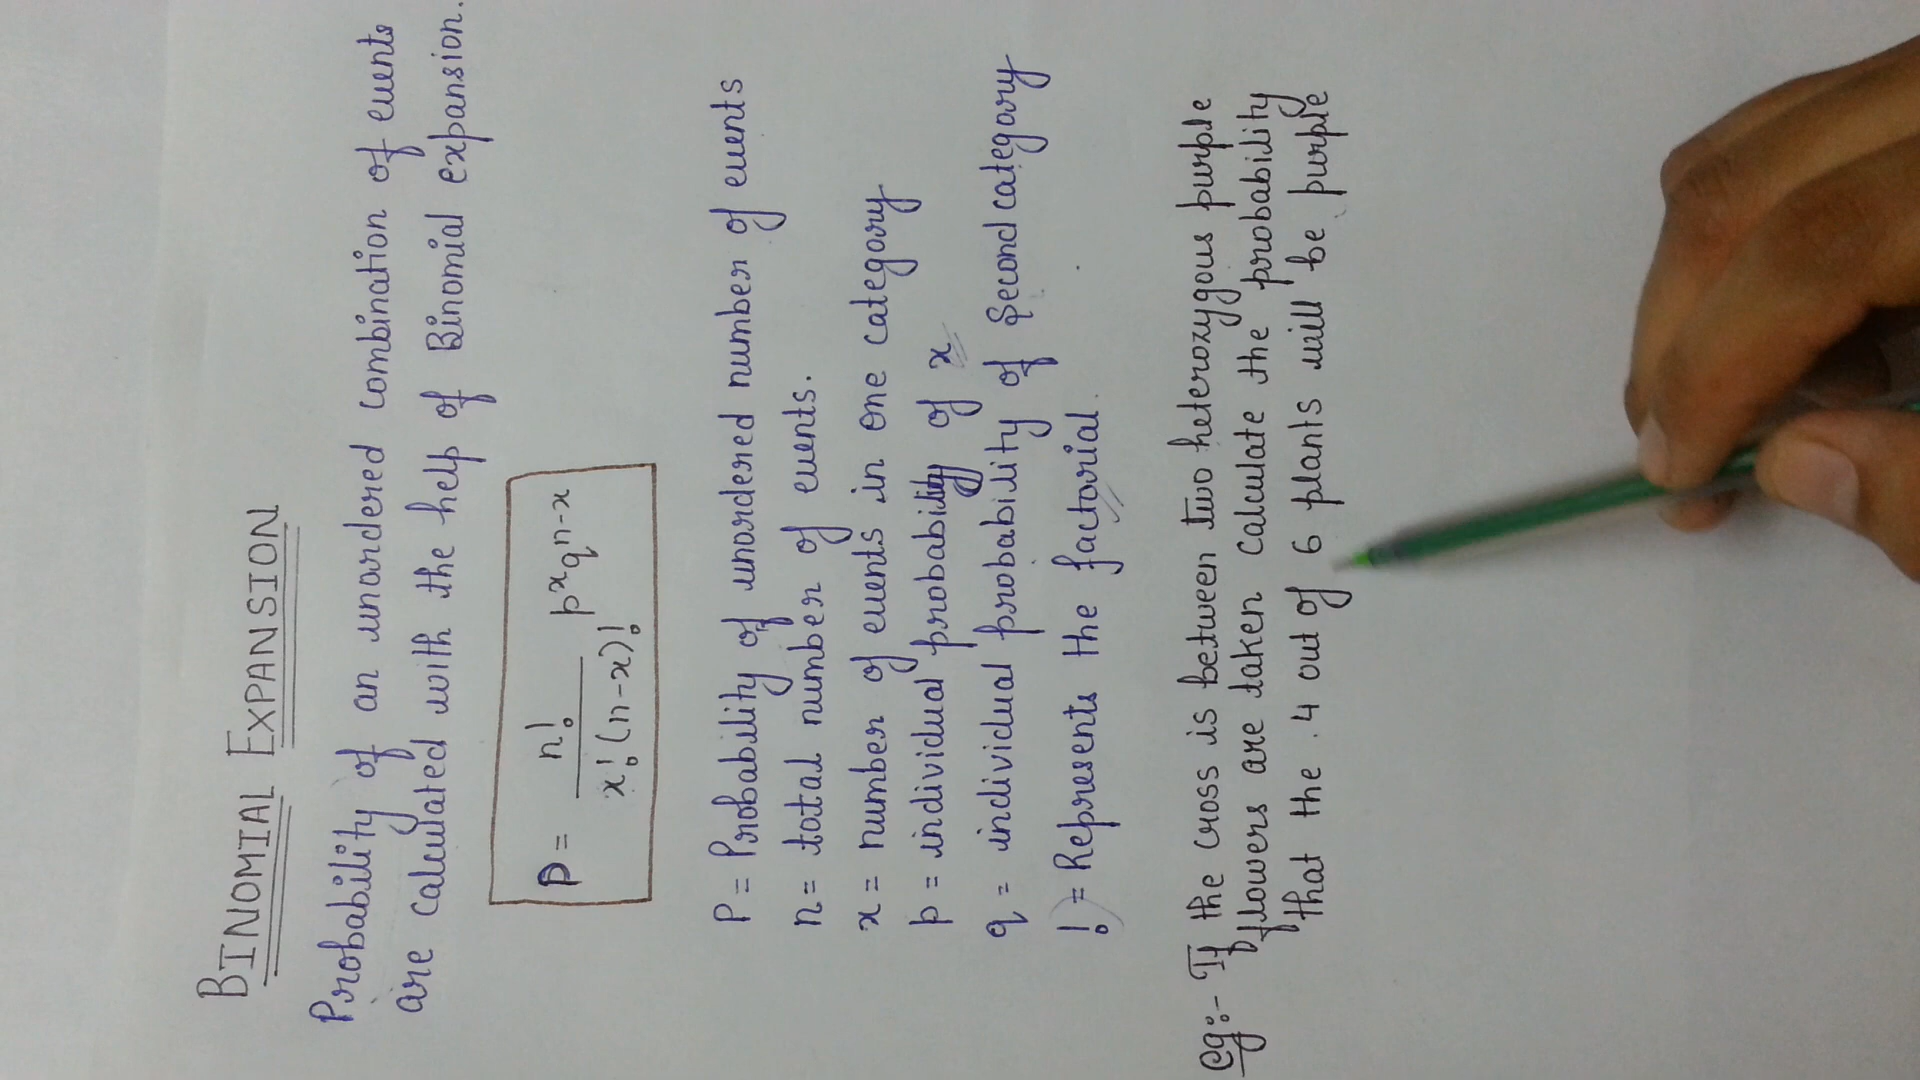 BINOMIAL EXPANSION
Probability of an unordered combination of events
are calculated with the help of Binomial expansion.
P = n! / x!(n-x)! p^x q^n-x
P = Probability of unordered number of events
n = total number of events.
x = number of events in one category
p = individual probability of x
q = individual probability of second category
! = Represents the factorial.
eg:- If the cross is between two heterozygous purple
flowers are taken calculate the probability
that the 4 out of 6 plants will be purple